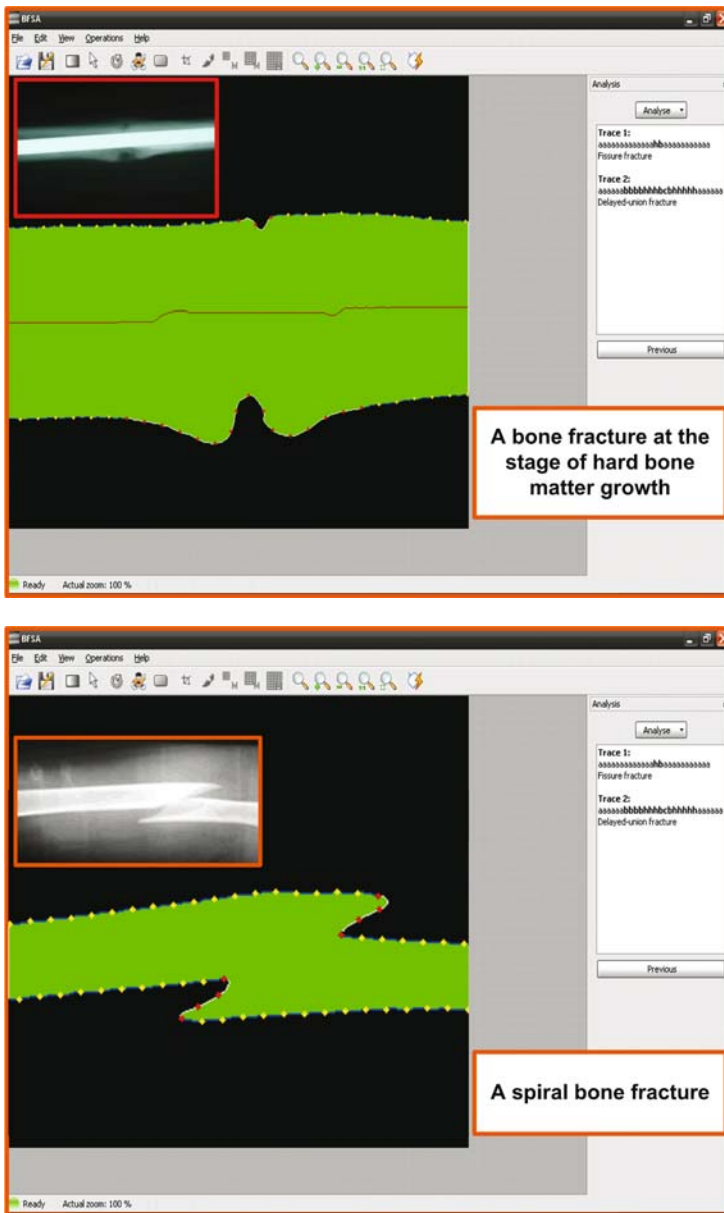 BFSA
File Edit View Operations Help
Analysis
Analyse
Trace 1:
aaaaaaaaaaaaahbaaaaaaaaaaa
Fissure fracture
Trace 2:
aaaaaabbbbhhhbcbhhhhhaaaaaa
Delayed-union fracture
Previous
A bone fracture at the
stage of hard bone
matter growth
Ready Actual zoom: 100 %
BFSA
File Edit View Operations Help
Analysis
Analyse
Trace 1:
aaaaaaaaaaaaahbaaaaaaaaaaa
Fissure fracture
Trace 2:
aaaaaabbbbhhhbcbhhhhhaaaaaa
Delayed-union fracture
Previous
A spiral bone fracture
Ready Actual zoom: 100 %